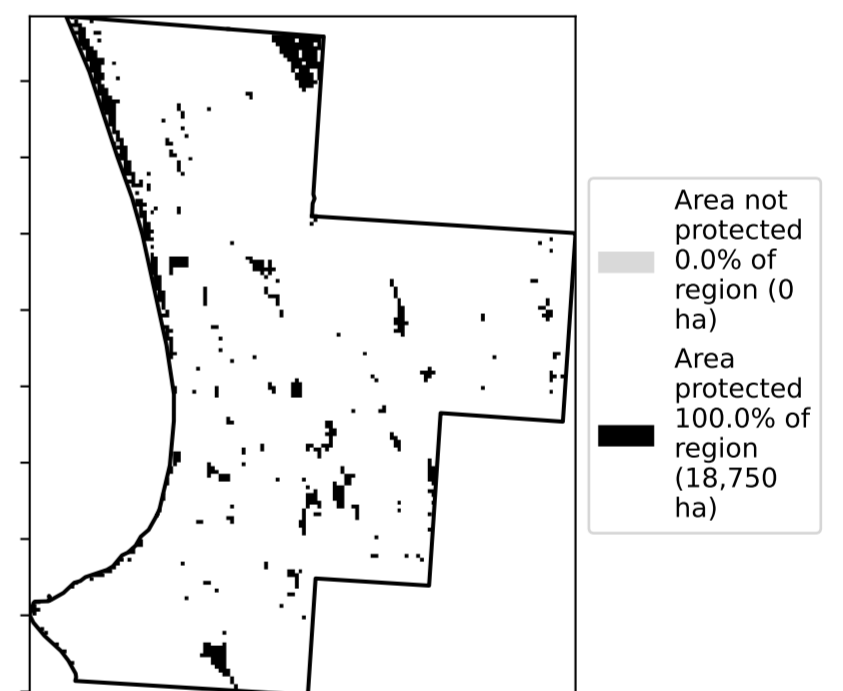 Area not
protected
0.0% of
region (0
ha)
Area
protected
100.0% of
region
(18,750
ha)